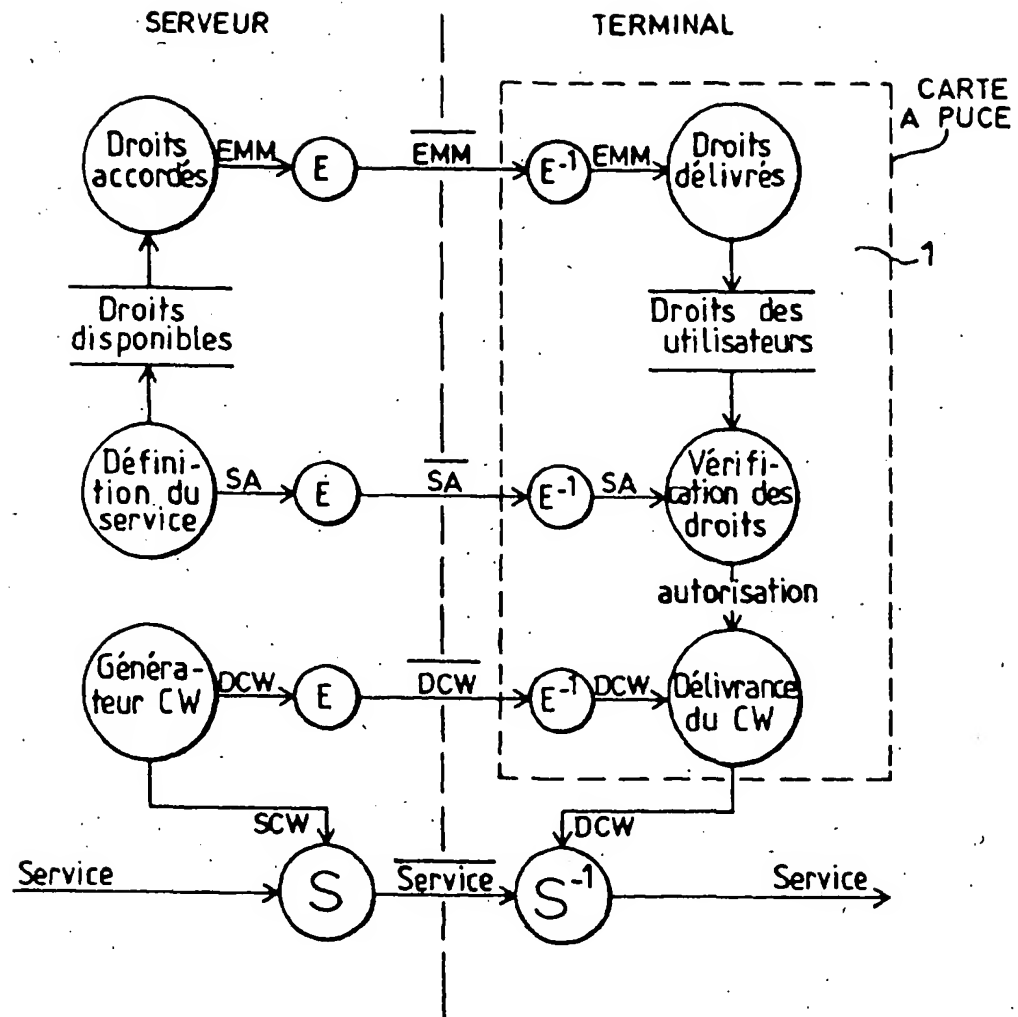 SERVEUR
TERMINAL
CARTE
A PUCE
Droits
accordés
EMM
E
EMM
E-1
EMM
Droits
délivrés
1
Droits
disponibles
Droits des
utilisateurs
Défini-
tion du
service
SA
E
SA
E-1
SA
Vérifi-
cation des
droits
autorisation
Généra-
teur CW
DCW
E
DCW
E-1
DCW
Délivrance
du CW
SCW
DCW
Service
S
Service
S-1
Service